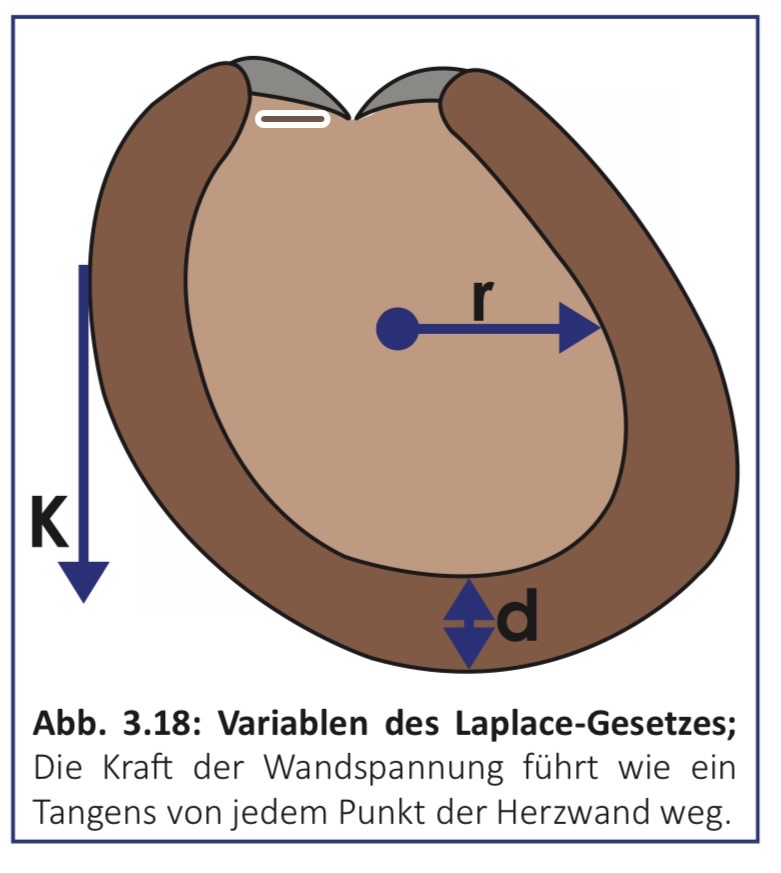 r
K
d
Abb. 3.18: Variablen des Laplace-Gesetzes;
Die Kraft der Wandspannung führt wie ein
Tangens von jedem Punkt der Herzwand weg.